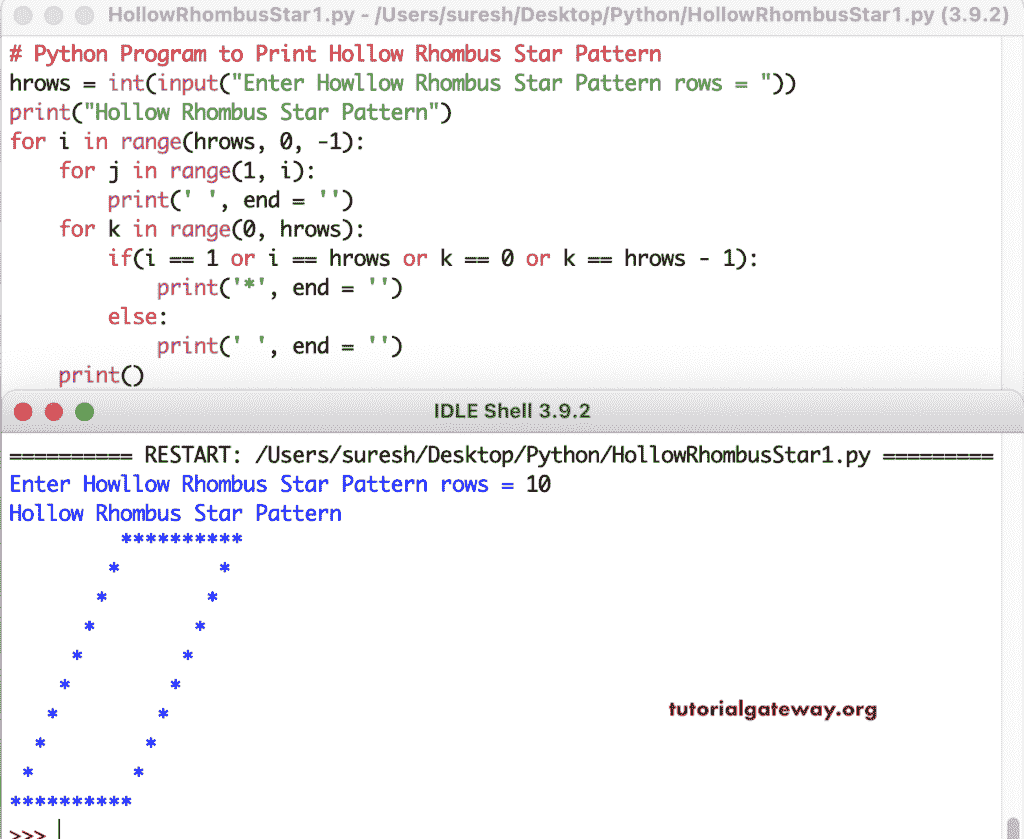 HollowRhombusStar1.py - /Users/suresh/Desktop/Python/HollowRhombusStar1.py (3.9.2)
# Python Program to Print Hollow Rhombus Star Pattern
hrows = int(input("Enter Howllow Rhombus Star Pattern rows = "))
print("Hollow Rhombus Star Pattern")
for i in range(hrows, 0, -1):
    for j in range(1, i):
        print(' ', end = '')
    for k in range(0, hrows):
        if(i == 1 or i == hrows or k == 0 or k == hrows - 1):
            print('*', end = '')
        else:
            print(' ', end = '')
    print()
IDLE Shell 3.9.2
========== RESTART: /Users/suresh/Desktop/Python/HollowRhombusStar1.py =========
Enter Howllow Rhombus Star Pattern rows = 10
Hollow Rhombus Star Pattern
         **********
        *        *
       *        *
      *        *
     *        *
    *        *
   *        *
  *        *
 *        *
**********
tutorialgateway.org
>>>